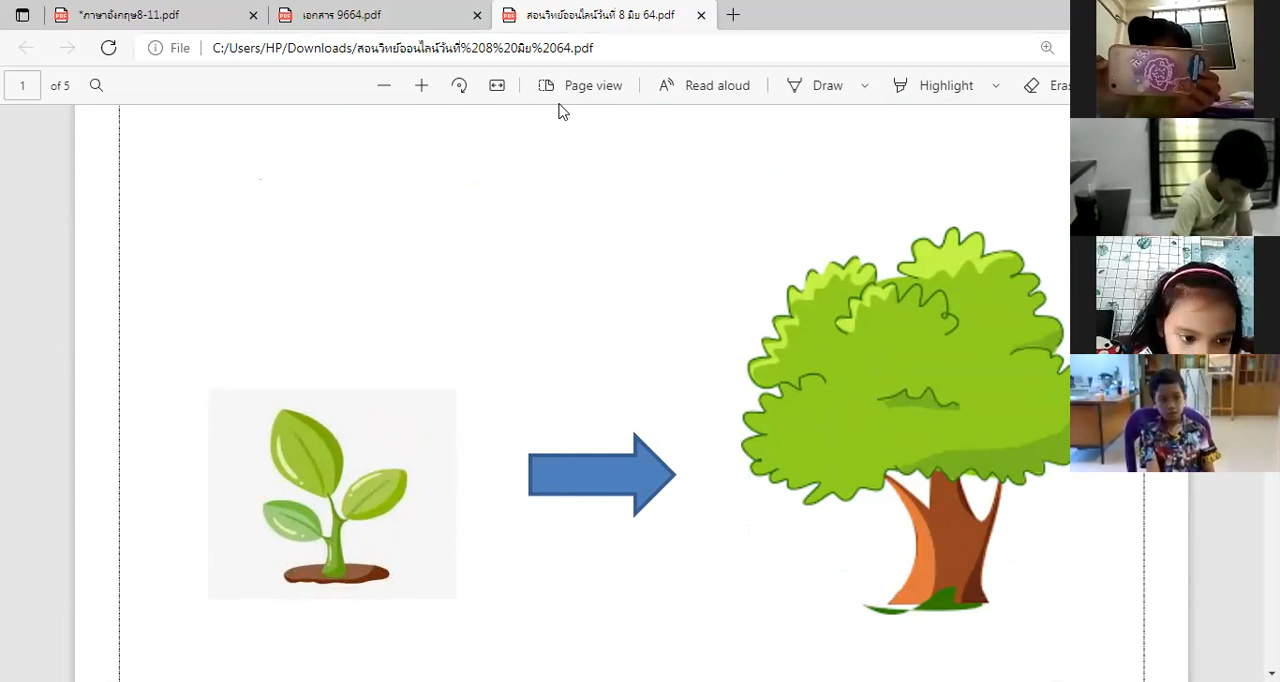 *ภาษาอังกฤษ8-11.pdf
เอกสาร 9664.pdf
สอนวิทย์ออนไลน์วันที่ 8 มิย 64.pdf
File
C:/Users/HP/Downloads/สอนวิทย์ออนไลน์วันที่%208%20มิย%2064.pdf
1 of 5
Page view
Read aloud
Draw
Highlight
Eras